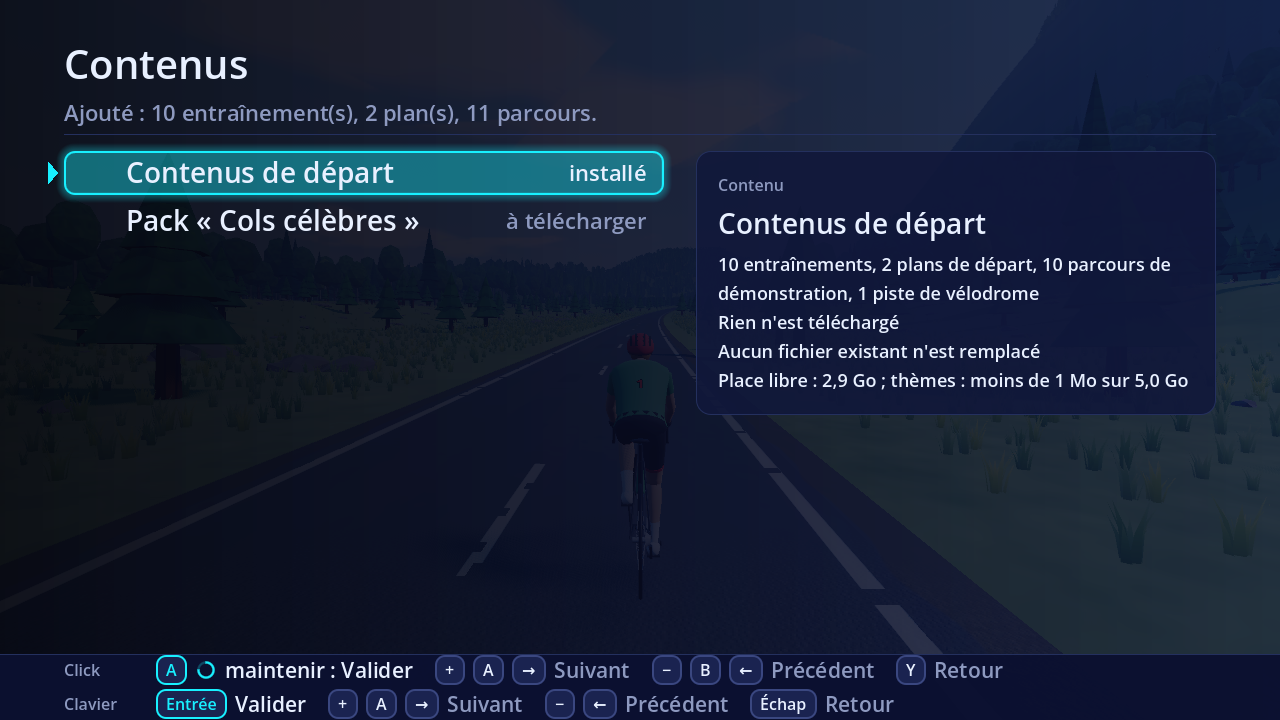 Contenus
Ajouté : 10 entraînement(s), 2 plan(s), 11 parcours.
Contenus de départ installé
Pack « Cols célèbres » à télécharger
Contenu
Contenus de départ
10 entraînements, 2 plans de départ, 10 parcours de
démonstration, 1 piste de vélodrome
Rien n'est téléchargé
Aucun fichier existant n'est remplacé
Place libre : 2,9 Go ; thèmes : moins de 1 Mo sur 5,0 Go
Click A maintenir : Valider + A → Suivant − B ← Précédent Y Retour
Clavier Entrée Valider + A → Suivant − ← Précédent Échap Retour